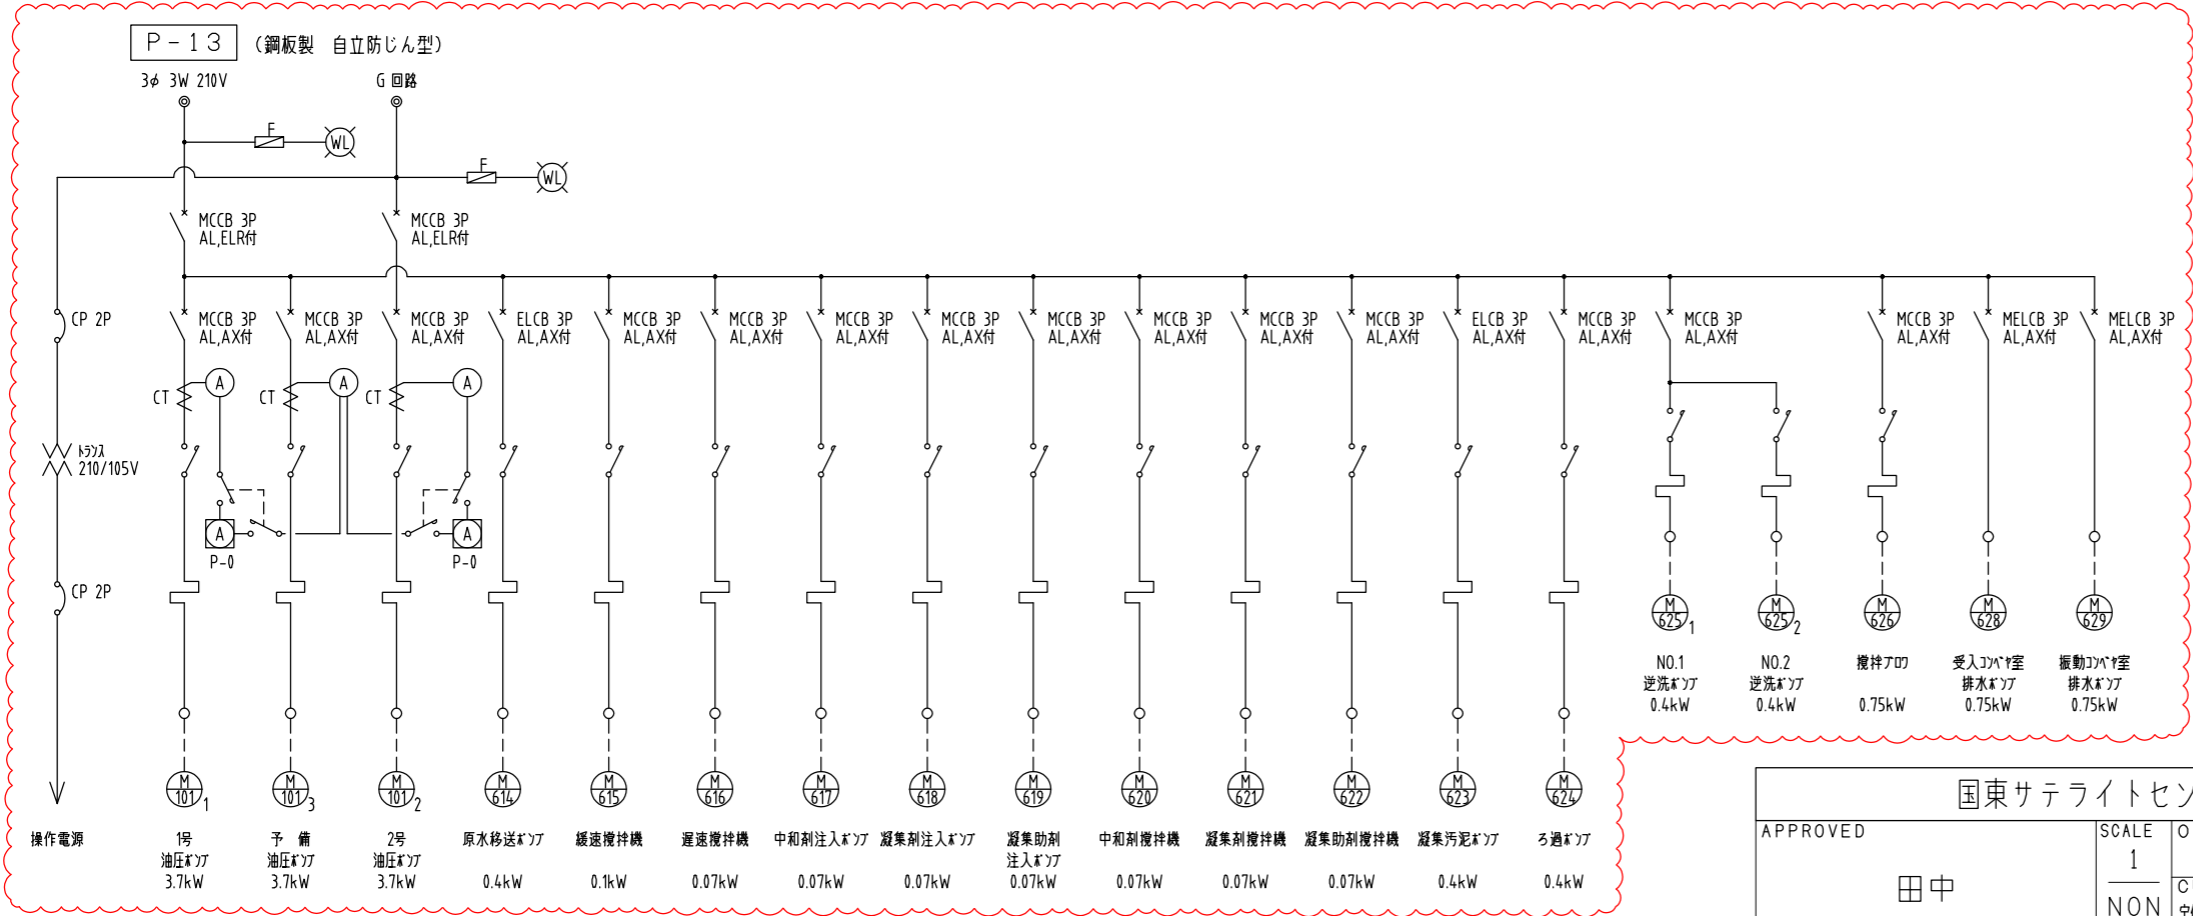 P-13 (鋼板製 自立防じん型)
3φ 3W 210V
G 回路
F
WL
F
WL
MCCB 3P
AL,ELR付
MCCB 3P
AL,ELR付
CP 2P
MCCB 3P
AL,AX付
MCCB 3P
AL,AX付
MCCB 3P
AL,AX付
ELCB 3P
AL,AX付
MCCB 3P
AL,AX付
MCCB 3P
AL,AX付
MCCB 3P
AL,AX付
MCCB 3P
AL,AX付
MCCB 3P
AL,AX付
MCCB 3P
AL,AX付
MCCB 3P
AL,AX付
MCCB 3P
AL,AX付
ELCB 3P
AL,AX付
MCCB 3P
AL,AX付
MCCB 3P
AL,AX付
MCCB 3P
AL,AX付
MELCB 3P
AL,AX付
MELCB 3P
AL,AX付
CT
A
CT
A
CT
A
トランス
210/105V
A
P-0
A
P-0
CP 2P
M
625 1
NO.1
逆洗ポンプ
0.4kW
M
625 2
NO.2
逆洗ポンプ
0.4kW
M
626
撹拌ブロワ
0.75kW
M
628
受入コンベヤ室
排水ポンプ
0.75kW
M
629
振動コンベヤ室
排水ポンプ
0.75kW
操作電源
M
101 1
1号
油圧ポンプ
3.7kW
M
101 3
予 備
油圧ポンプ
3.7kW
M
101 2
2号
油圧ポンプ
3.7kW
M
614
原水移送ポンプ
0.4kW
M
615
緩速撹拌機
0.1kW
M
616
遅速撹拌機
0.07kW
M
617
中和剤注入ポンプ
0.07kW
M
618
凝集剤注入ポンプ
0.07kW
M
619
凝集助剤
注入ポンプ
0.07kW
M
620
中和剤撹拌機
0.07kW
M
621
凝集剤撹拌機
0.07kW
M
622
凝集助剤撹拌機
0.07kW
M
623
凝集汚泥ポンプ
0.4kW
M
624
ろ過ポンプ
0.4kW
国東サテライトセン
APPROVED
田中
SCALE
1
NON